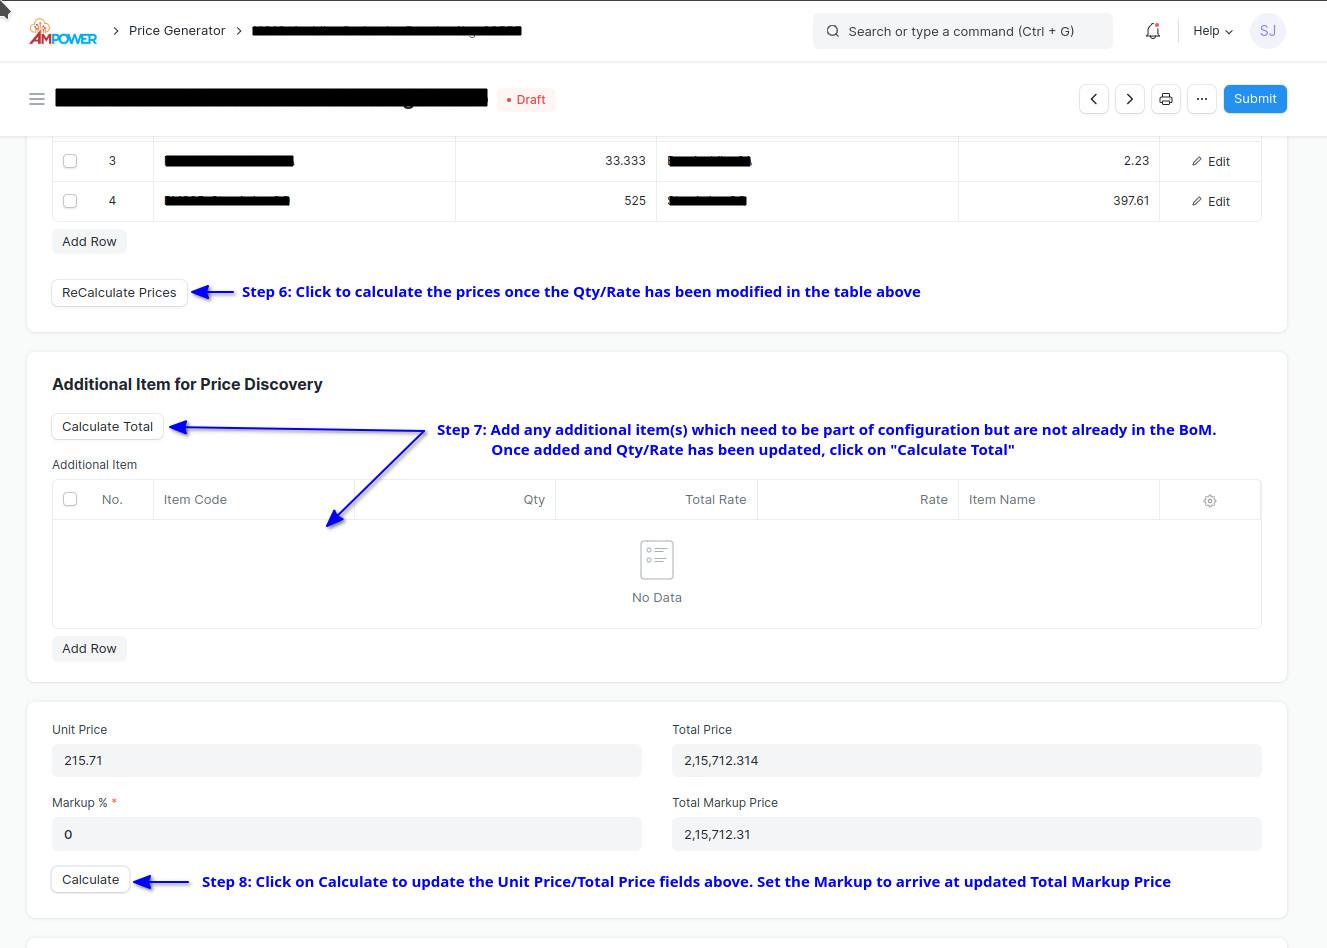 AMPOWER > Price Generator >
Search or type a command (Ctrl + G)
Help
SJ
Draft
Submit
3 33.333 2.23 Edit
4 525 397.61 Edit
Add Row
ReCalculate Prices
Step 6: Click to calculate the prices once the Qty/Rate has been modified in the table above
Additional Item for Price Discovery
Calculate Total
Step 7: Add any additional item(s) which need to be part of configuration but are not already in the BoM.
Once added and Qty/Rate has been updated, click on "Calculate Total"
Additional Item
No. Item Code Qty Total Rate Rate Item Name
No Data
Add Row
Unit Price Total Price
215.71 2,15,712.314
Markup % * Total Markup Price
0 2,15,712.31
Calculate
Step 8: Click on Calculate to update the Unit Price/Total Price fields above. Set the Markup to arrive at updated Total Markup Price